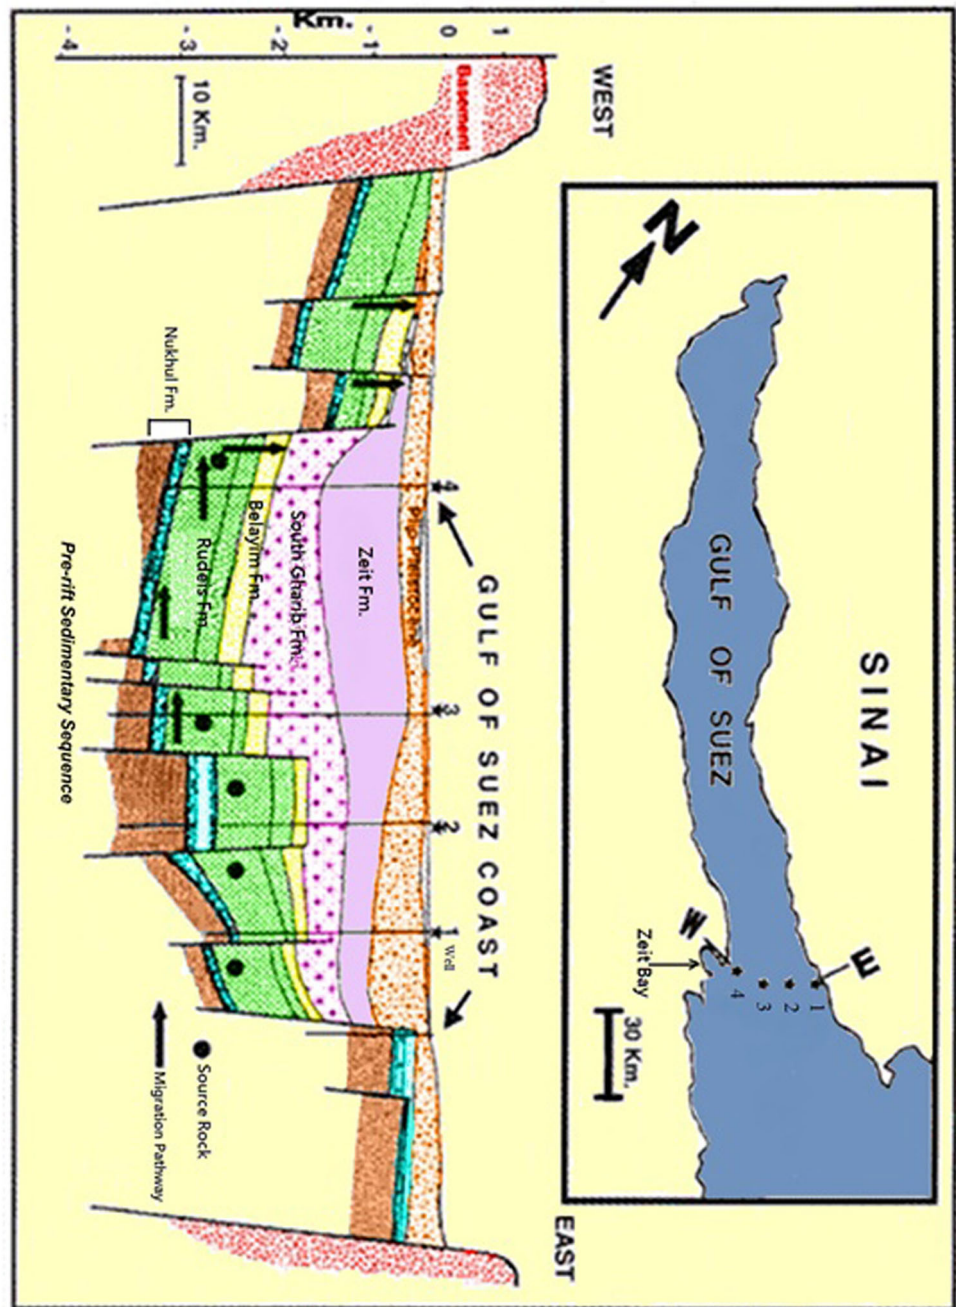 SINAI
N
GULF OF SUEZ
E
W
1
2
3
4
Zeit Bay
30 Km.
WEST
EAST
GULF OF SUEZ COAST
Km.
1
0
-1
-2
-3
-4
Basement
4
3
2
1
Well
Plio-Pleistocene
Zeit Fm.
South Gharib Fm.
Belayim Fm.
Rudeis Fm.
Nukhul Fm.
10 Km.
Pre-rift Sedimentary Sequence
Source Rock
Migration Pathway